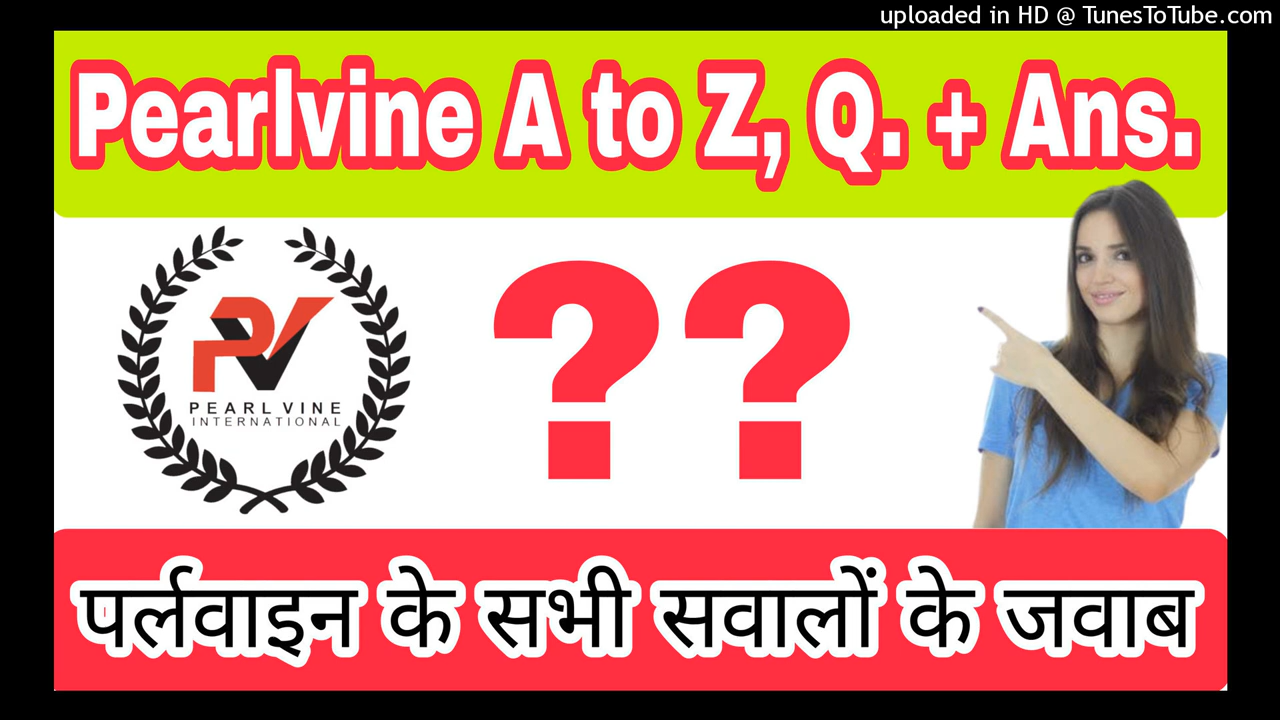 uploaded in HD @ TunesToTube.com
Pearlvine A to Z, Q. + Ans.
??
PV
PEARL VINE
INTERNATIONAL
पर्लवाइन के सभी सवालों के जवाब